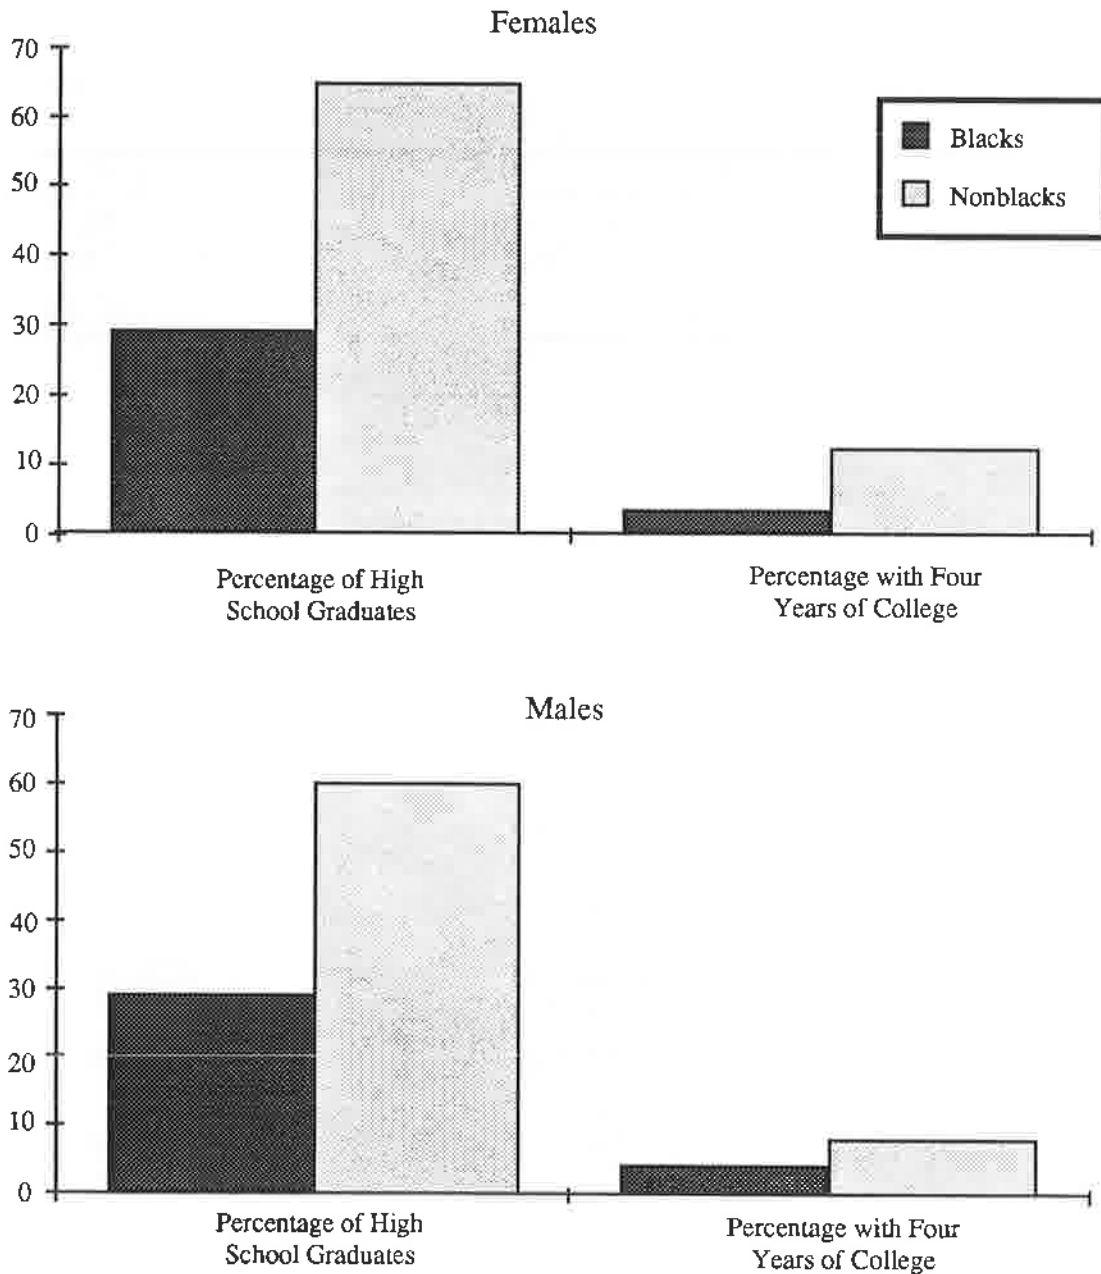 Females
70
60
50
40
30
20
10
0
Blacks
Nonblacks
Percentage of High
School Graduates
Percentage with Four
Years of College
Males
70
60
50
40
30
20
10
0
Percentage of High
School Graduates
Percentage with Four
Years of College